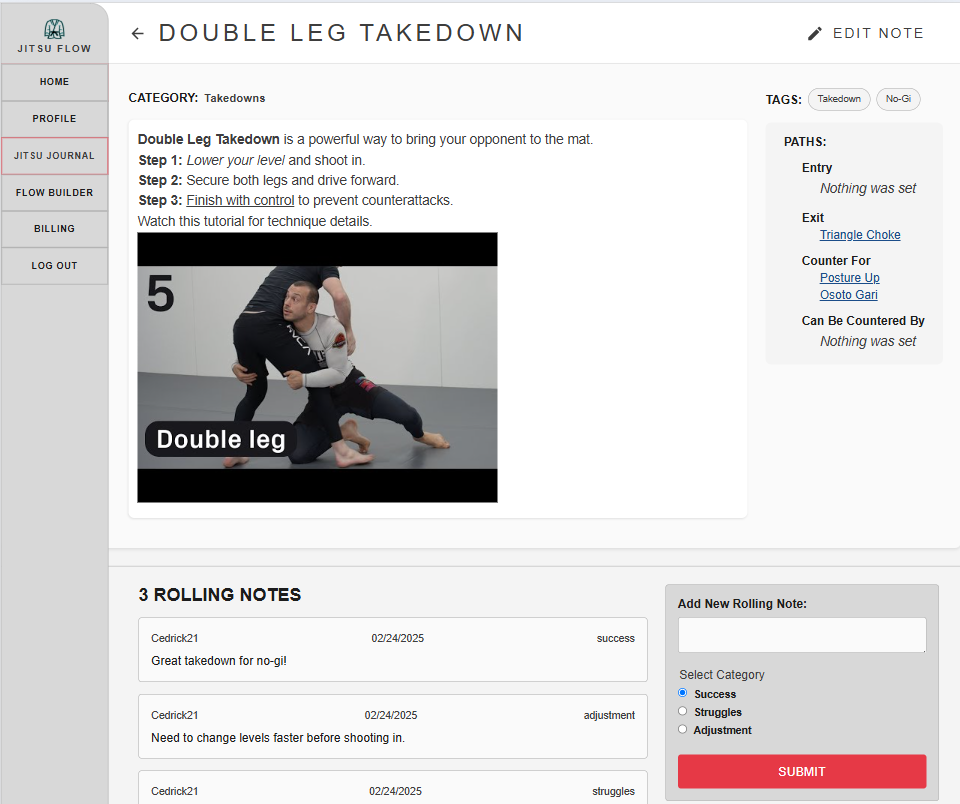 JITSU FLOW
HOME
PROFILE
JITSU JOURNAL
FLOW BUILDER
BILLING
LOG OUT
← DOUBLE LEG TAKEDOWN
EDIT NOTE
CATEGORY: Takedowns
Double Leg Takedown is a powerful way to bring your opponent to the mat.
Step 1: Lower your level and shoot in.
Step 2: Secure both legs and drive forward.
Step 3: Finish with control to prevent counterattacks.
Watch this tutorial for technique details.
5
Double leg
TAGS: Takedown No-Gi
PATHS:
Entry
Nothing was set
Exit
Triangle Choke
Counter For
Posture Up
Osoto Gari
Can Be Countered By
Nothing was set
3 ROLLING NOTES
Cedrick21 02/24/2025 success
Great takedown for no-gi!
Cedrick21 02/24/2025 adjustment
Need to change levels faster before shooting in.
Cedrick21 02/24/2025 struggles
Add New Rolling Note:
Select Category
Success
Struggles
Adjustment
SUBMIT